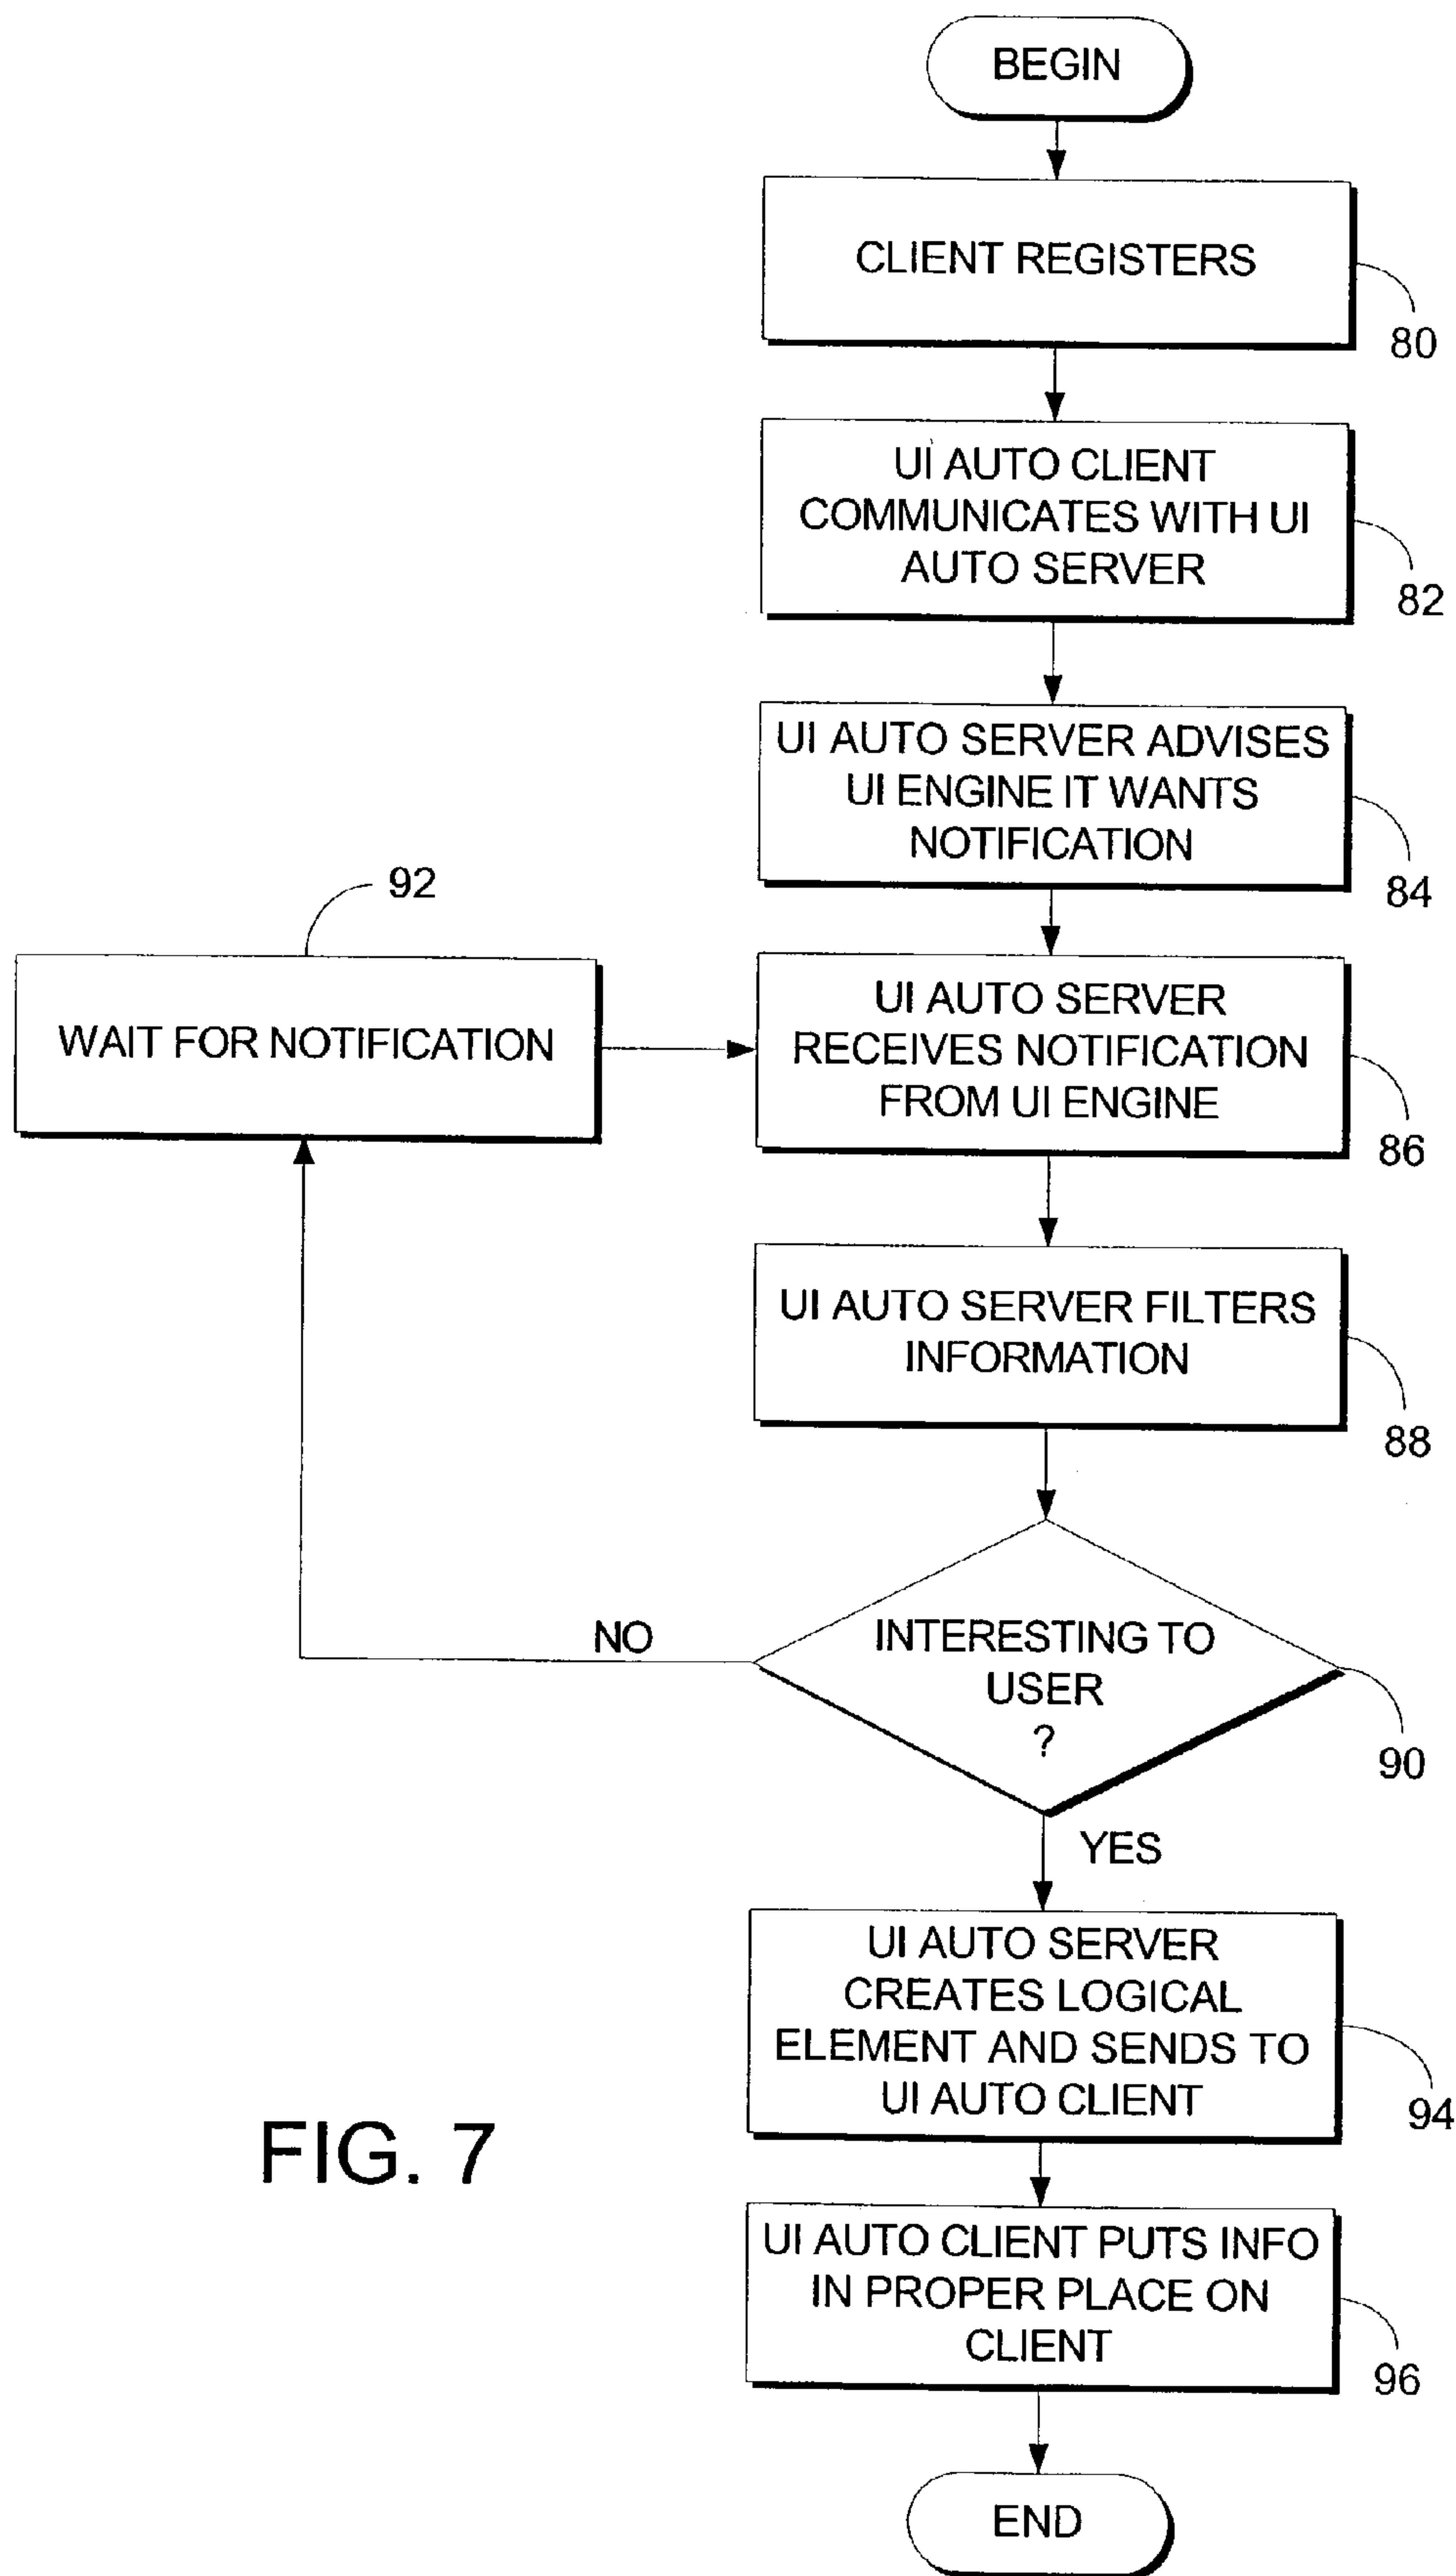 BEGIN
CLIENT REGISTERS
80
UI AUTO CLIENT
COMMUNICATES WITH UI
AUTO SERVER
82
UI AUTO SERVER ADVISES
UI ENGINE IT WANTS
NOTIFICATION
84
92
WAIT FOR NOTIFICATION
UI AUTO SERVER
RECEIVES NOTIFICATION
FROM UI ENGINE
86
UI AUTO SERVER FILTERS
INFORMATION
88
NO
INTERESTING TO
USER
?
90
YES
UI AUTO SERVER
CREATES LOGICAL
ELEMENT AND SENDS TO
UI AUTO CLIENT
94
FIG. 7
UI AUTO CLIENT PUTS INFO
IN PROPER PLACE ON
CLIENT
96
END